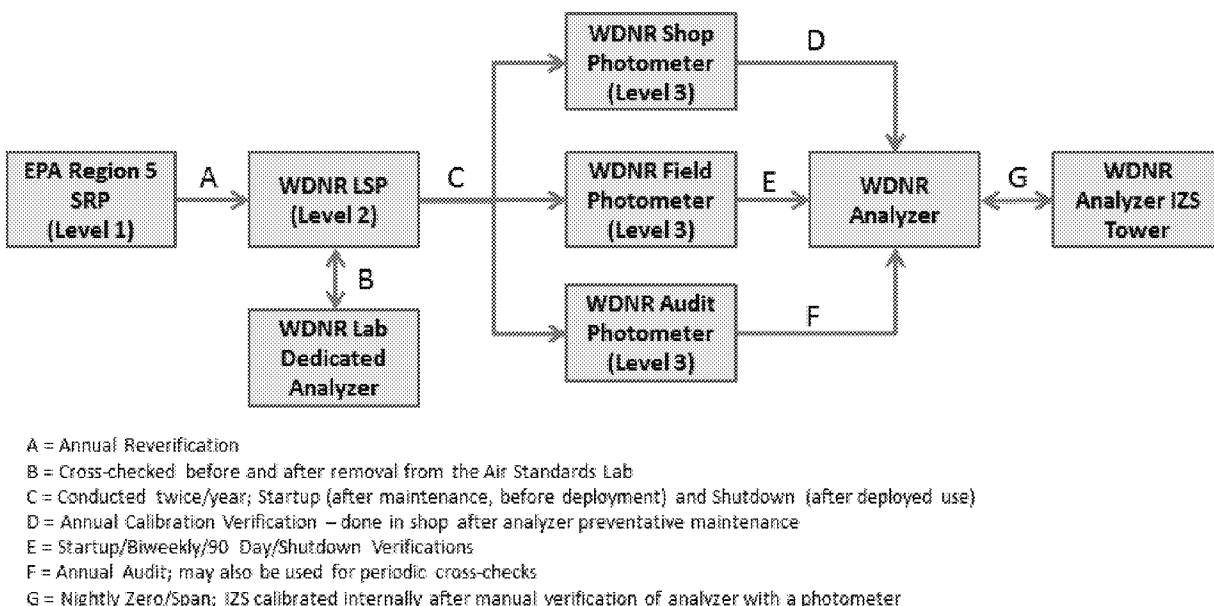 WDNR Shop
Photometer
(Level 3)
D
EPA Region 5
SRP
(Level 1)
A
WDNR LSP
(Level 2)
C
WDNR Field
Photometer
(Level 3)
E
WDNR
Analyzer
G
WDNR
Analyzer IZS
Tower
B
WDNR Lab
Dedicated
Analyzer
WDNR Audit
Photometer
(Level 3)
F
A = Annual Reverification
B = Cross-checked before and after removal from the Air Standards Lab
C = Conducted twice/year; Startup (after maintenance, before deployment) and Shutdown (after deployed use)
D = Annual Calibration Verification – done in shop after analyzer preventative maintenance
E = Startup/Biweekly/90 Day/Shutdown Verifications
F = Annual Audit; may also be used for periodic cross-checks
G = Nightly Zero/Span; IZS calibrated internally after manual verification of analyzer with a photometer